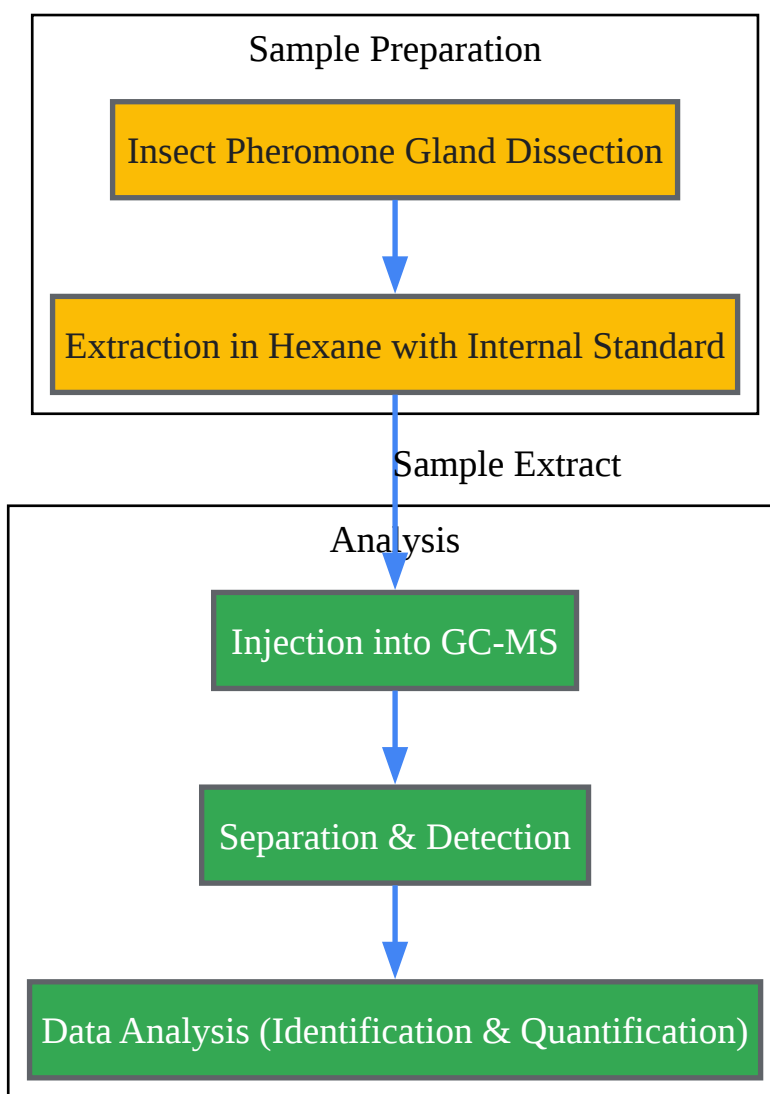 Sample Preparation
Insect Pheromone Gland Dissection
Extraction in Hexane with Internal Standard
Sample Extract
Analysis
Injection into GC-MS
Separation & Detection
Data Analysis (Identification & Quantification)